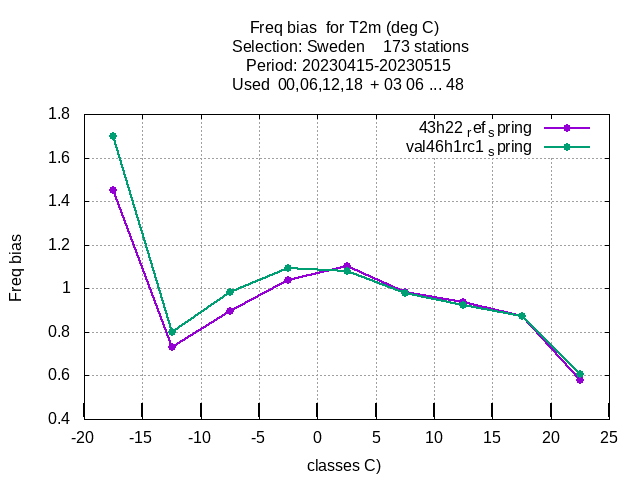 Freq bias  for T2m (deg C)
Selection: Sweden    173 stations
Period: 20230415-20230515
Used  00,06,12,18  + 03 06 ... 48
43h22 ref spring
val46h1rc1 spring
1.8
1.6
1.4
1.2
1
0.8
0.6
0.4
Freq bias
-20 -15 -10 -5 0 5 10 15 20 25
classes C)